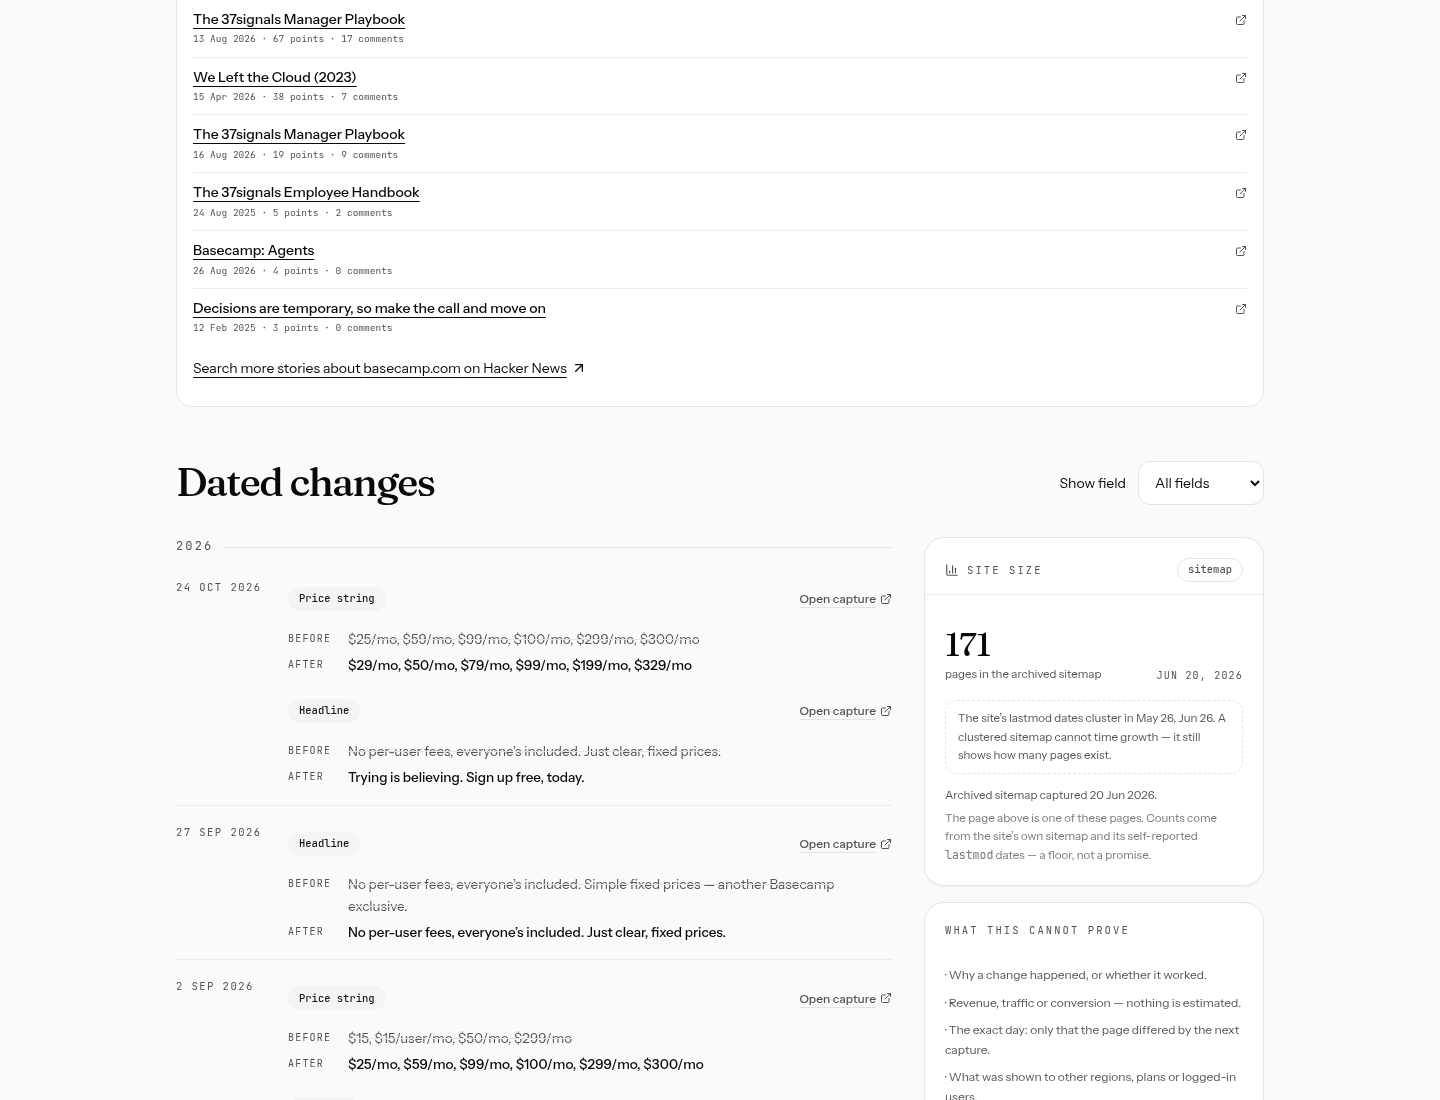 The 37signals Manager Playbook
13 Aug 2026 · 67 points · 17 comments
We Left the Cloud (2023)
15 Apr 2026 · 38 points · 7 comments
The 37signals Manager Playbook
16 Aug 2026 · 19 points · 9 comments
The 37signals Employee Handbook
24 Aug 2025 · 5 points · 2 comments
Basecamp: Agents
26 Aug 2026 · 4 points · 0 comments
Decisions are temporary, so make the call and move on
12 Feb 2025 · 3 points · 0 comments
Search more stories about basecamp.com on Hacker News
Dated changes
Show field
All fields
2026
24 OCT 2026
Price string
Open capture
BEFORE
$25/mo, $59/mo, $99/mo, $100/mo, $299/mo, $300/mo
AFTER
$29/mo, $50/mo, $79/mo, $99/mo, $199/mo, $329/mo
Headline
Open capture
BEFORE
No per-user fees, everyone's included. Just clear, fixed prices.
AFTER
Trying is believing. Sign up free, today.
27 SEP 2026
Headline
Open capture
BEFORE
No per-user fees, everyone's included. Simple fixed prices — another Basecamp
exclusive.
AFTER
No per-user fees, everyone's included. Just clear, fixed prices.
2 SEP 2026
Price string
Open capture
BEFORE
$15, $15/user/mo, $50/mo, $299/mo
AFTER
$25/mo, $59/mo, $99/mo, $100/mo, $299/mo, $300/mo
SITE SIZE
sitemap
171
pages in the archived sitemap
JUN 20, 2026
The site's lastmod dates cluster in May 26, Jun 26. A
clustered sitemap cannot time growth — it still
shows how many pages exist.
Archived sitemap captured 20 Jun 2026.
The page above is one of these pages. Counts come
from the site's own sitemap and its self-reported
lastmod dates — a floor, not a promise.
WHAT THIS CANNOT PROVE
· Why a change happened, or whether it worked.
· Revenue, traffic or conversion — nothing is estimated.
· The exact day: only that the page differed by the next
capture.
· What was shown to other regions, plans or logged-in
users.